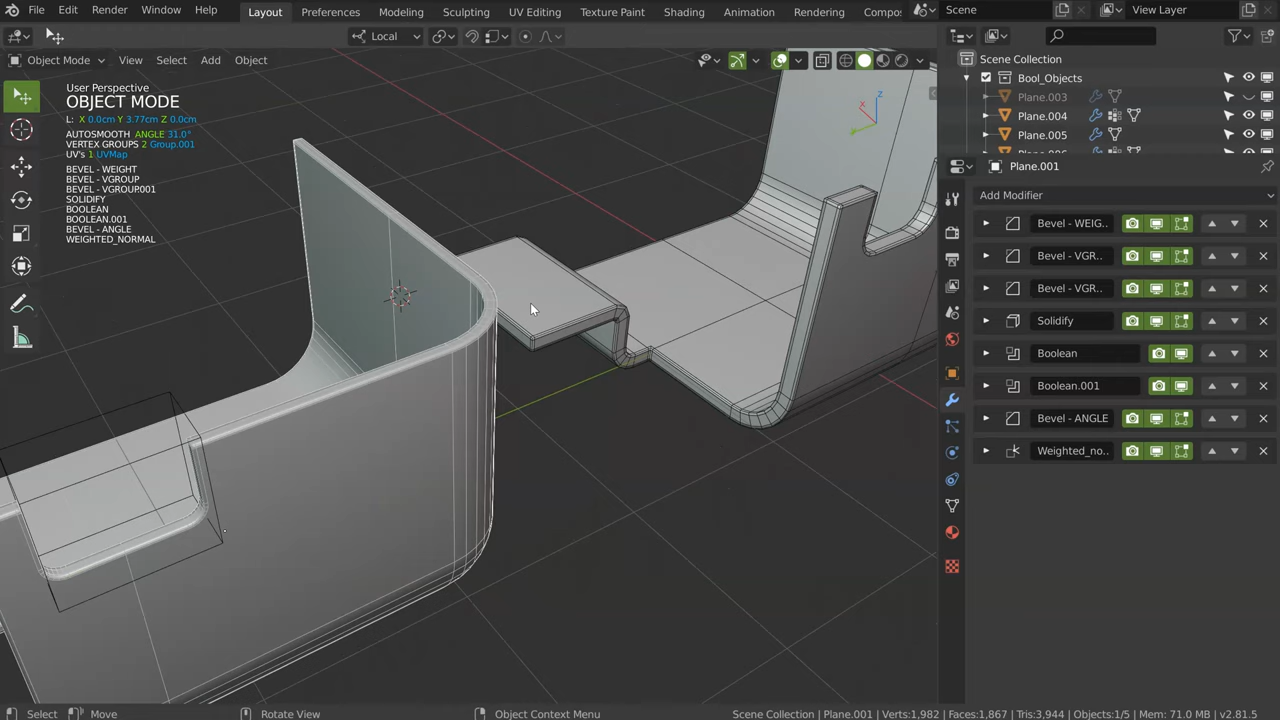 File Edit Render Window Help Layout Preferences Modeling Sculpting UV Editing Texture Paint Shading Animation Rendering Compos Scene View Layer
Local
Object Mode View Select Add Object
User Perspective
OBJECT MODE
L: X 0.0cm Y 3.77cm Z 0.0cm
AUTOSMOOTH ANGLE 31.0°
VERTEX GROUPS 2 Group.001
UV's 1 UVMap
BEVEL - WEIGHT
BEVEL - VGROUP
BEVEL - VGROUP001
SOLIDIFY
BOOLEAN
BOOLEAN.001
BEVEL - ANGLE
WEIGHTED_NORMAL
Z
X
Y
Scene Collection
Bool_Objects
Plane.003
Plane.004
Plane.005
Plane.001
Add Modifier
Bevel - WEIG..
Bevel - VGR..
Bevel - VGR..
Solidify
Boolean
Boolean.001
Bevel - ANGLE
Weighted_no..
Select Move Rotate View Object Context Menu Scene Collection | Plane.001 | Verts:1,982 | Faces:1,867 | Tris:3,944 | Objects:1/5 | Mem: 71.0 MB | v2.81.5